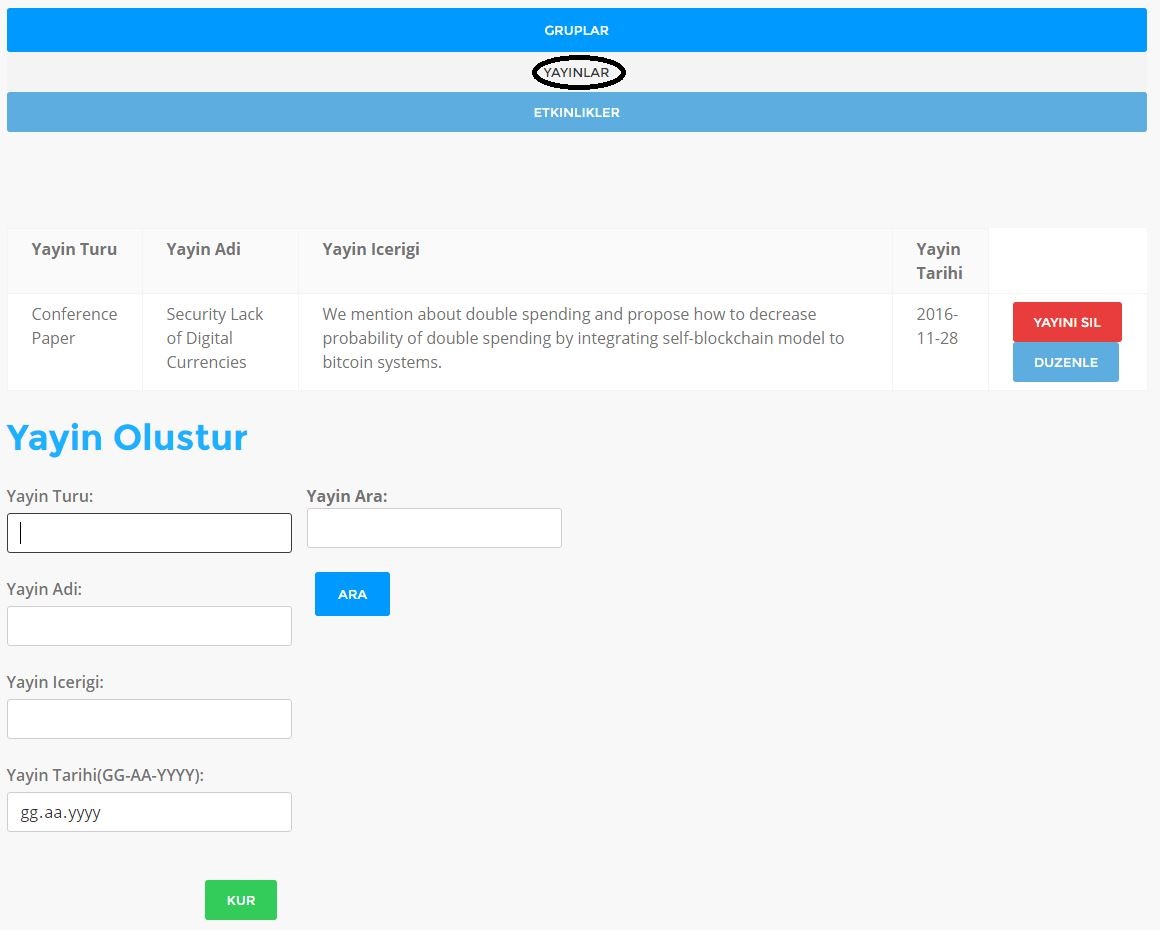 GRUPLAR
YAYINLAR
ETKINLIKLER
Yayin Turu
Yayin Adi
Yayin Icerigi
Yayin
Tarihi
Conference
Paper
Security Lack
of Digital
Currencies
We mention about double spending and propose how to decrease
probability of double spending by integrating self-blockchain model to
bitcoin systems.
2016-
11-28
YAYINI SIL
DUZENLE
Yayin Olustur
Yayin Turu:
Yayin Adi:
Yayin Icerigi:
Yayin Tarihi(GG-AA-YYYY):
gg.aa.yyyy
KUR
Yayin Ara:
ARA